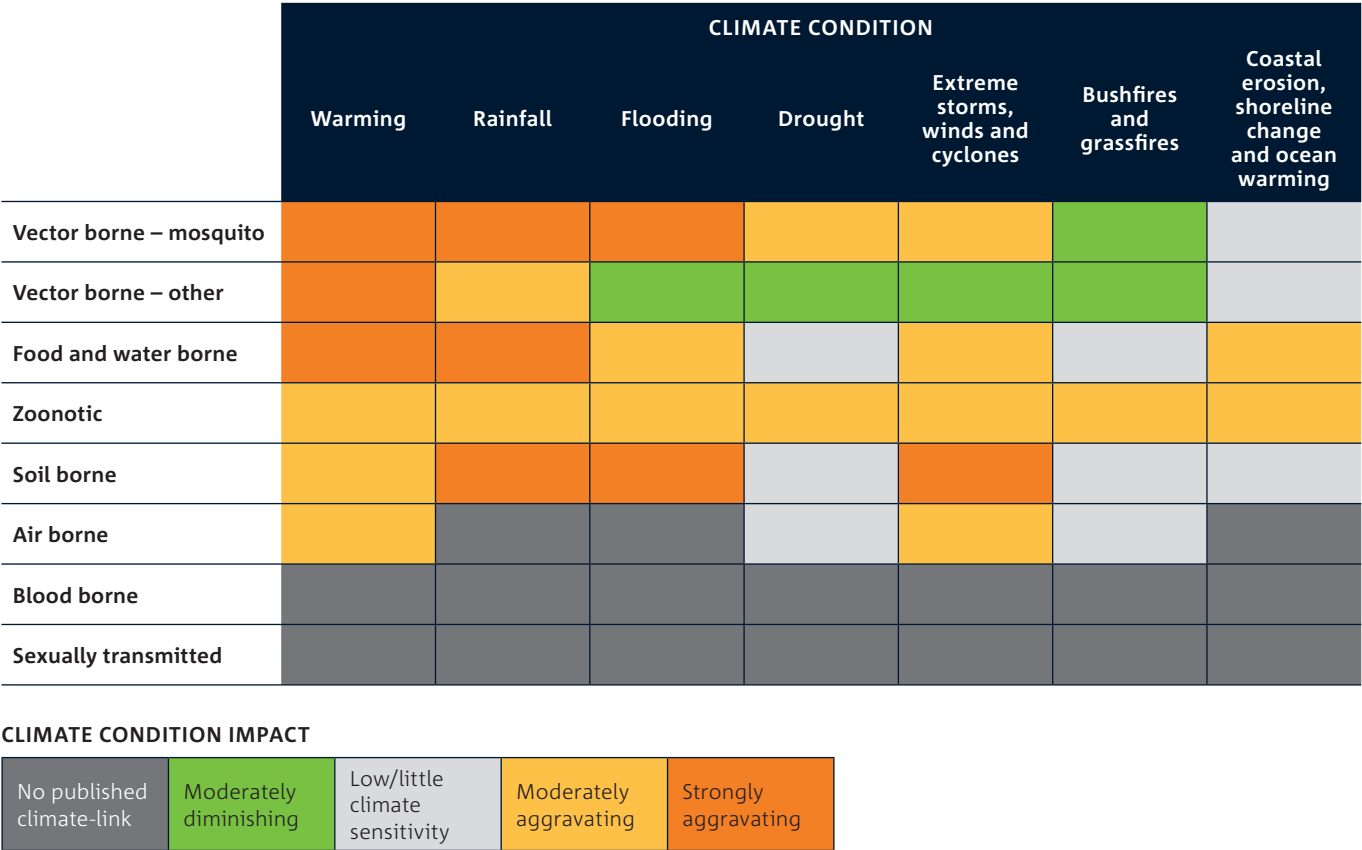 CLIMATE CONDITION
Warming
Rainfall
Flooding
Drought
Extreme
storms,
winds and
cyclones
Bushfires
and
grassfires
Coastal
erosion,
shoreline
change
and ocean
warming
Vector borne – mosquito
Vector borne – other
Food and water borne
Zoonotic
Soil borne
Air borne
Blood borne
Sexually transmitted
CLIMATE CONDITION IMPACT
No published
climate-link
Moderately
diminishing
Low/little
climate
sensitivity
Moderately
aggravating
Strongly
aggravating